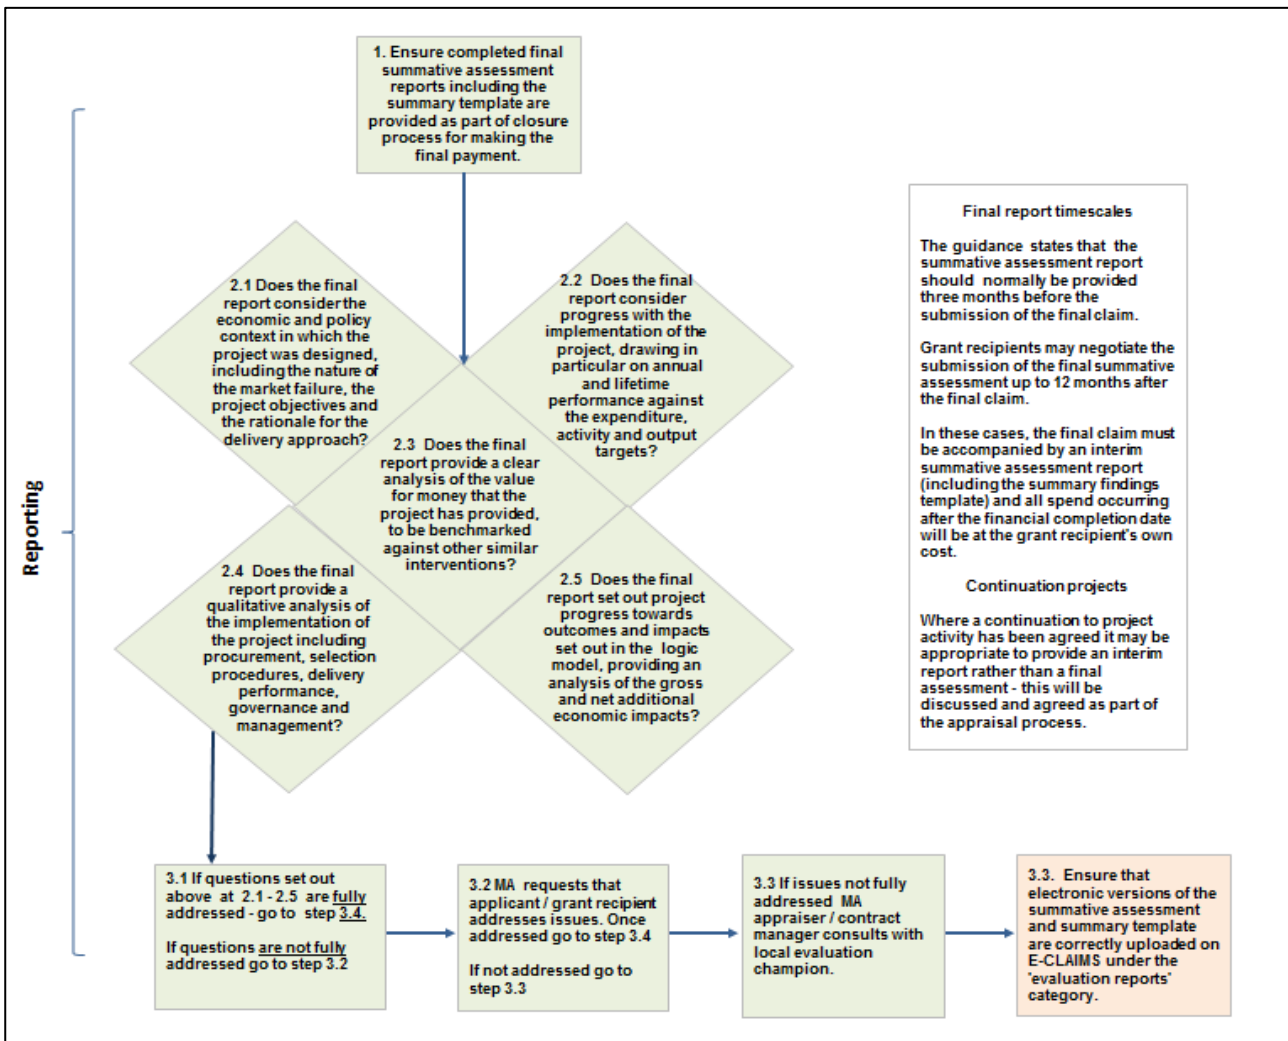 Reporting
1. Ensure completed final
summative assessment
reports including the
summary template are
provided as part of closure
process for making the
final payment.
2.1 Does the final
report consider the
economic and policy
context in which the
project was designed,
including the nature of
the market failure, the
project objectives and
the rationale for the
delivery approach?
2.2 Does the final
report consider
progress with the
implementation of the
project, drawing in
particular on annual
and lifetime
performance against
the expenditure,
activity and output
targets?
2.3 Does the final
report provide a clear
analysis of the value
for money that the
project has provided,
to be benchmarked
against other similar
interventions?
2.4 Does the final
report provide a
qualitative analysis of
the implementation of
the project including
procurement, selection
procedures, delivery
performance,
governance and
management?
2.5 Does the final
report set out project
progress towards
outcomes and impacts
set out in the logic
model, providing an
analysis of the gross
and net additional
economic impacts?
Final report timescales
The guidance states that the
summative assessment report
should normally be provided
three months before the
submission of the final claim.
Grant recipients may negotiate the
submission of the final summative
assessment up to 12 months after
the final claim.
In these cases, the final claim must
be accompanied by an interim
summative assessment report
(including the summary findings
template) and all spend occurring
after the financial completion date
will be at the grant recipient's own
cost.
Continuation projects
Where a continuation to project
activity has been agreed it may be
appropriate to provide an interim
report rather than a final
assessment - this will be
discussed and agreed as part of
the appraisal process.
3.1 If questions set out
above at 2.1 - 2.5 are fully
addressed - go to step 3.4.
If questions are not fully
addressed go to step 3.2
3.2 MA requests that
applicant / grant recipient
addresses issues. Once
addressed go to step 3.4
If not addressed go to
step 3.3
3.3 If issues not fully
addressed MA
appraiser / contract
manager consults with
local evaluation
champion.
3.3. Ensure that
electronic versions of the
summative assessment
and summary template
are correctly uploaded on
E-CLAIMS under the
'evaluation reports'
category.